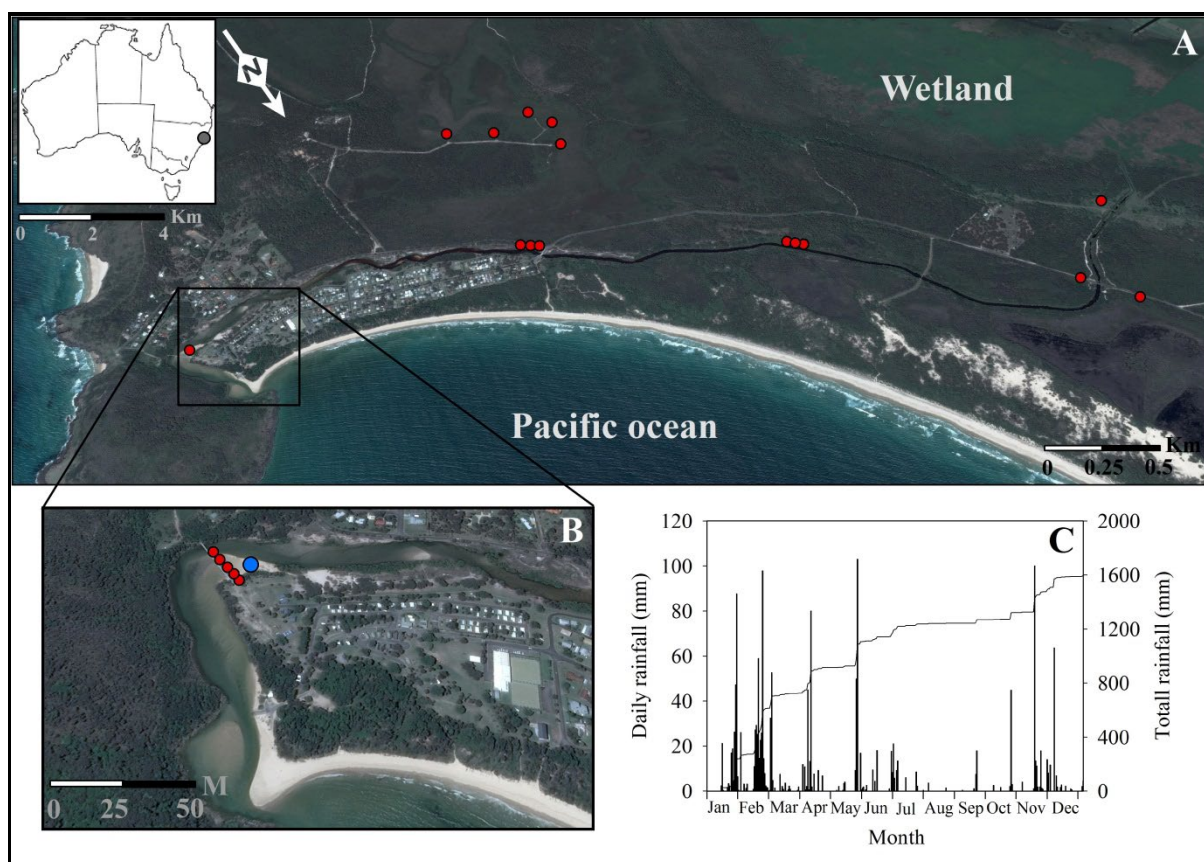 A
N
Wetland
Km
0 2 4
Pacific ocean
Km
0 0.25 0.5
B
M
0 25 50
C
120
100
80
60
40
20
0
Daily rainfall (mm)
2000
1600
1200
800
400
0
Totall rainfall (mm)
Jan Feb Mar Apr May Jun Jul Aug Sep Oct Nov Dec
Month